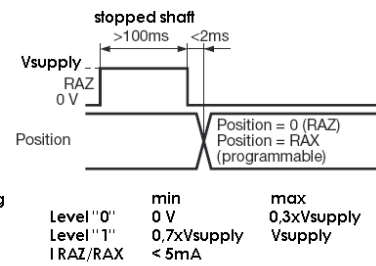 stopped shaft
>100ms <2ms
Vsupply
RAZ
0 V
Position
Position = 0 (RAZ)
Position = RAX
(programmable)
g min max
Level "0" 0 V 0,3xVsupply
Level "1" 0,7xVsupply Vsupply
I RAZ/RAX < 5mA